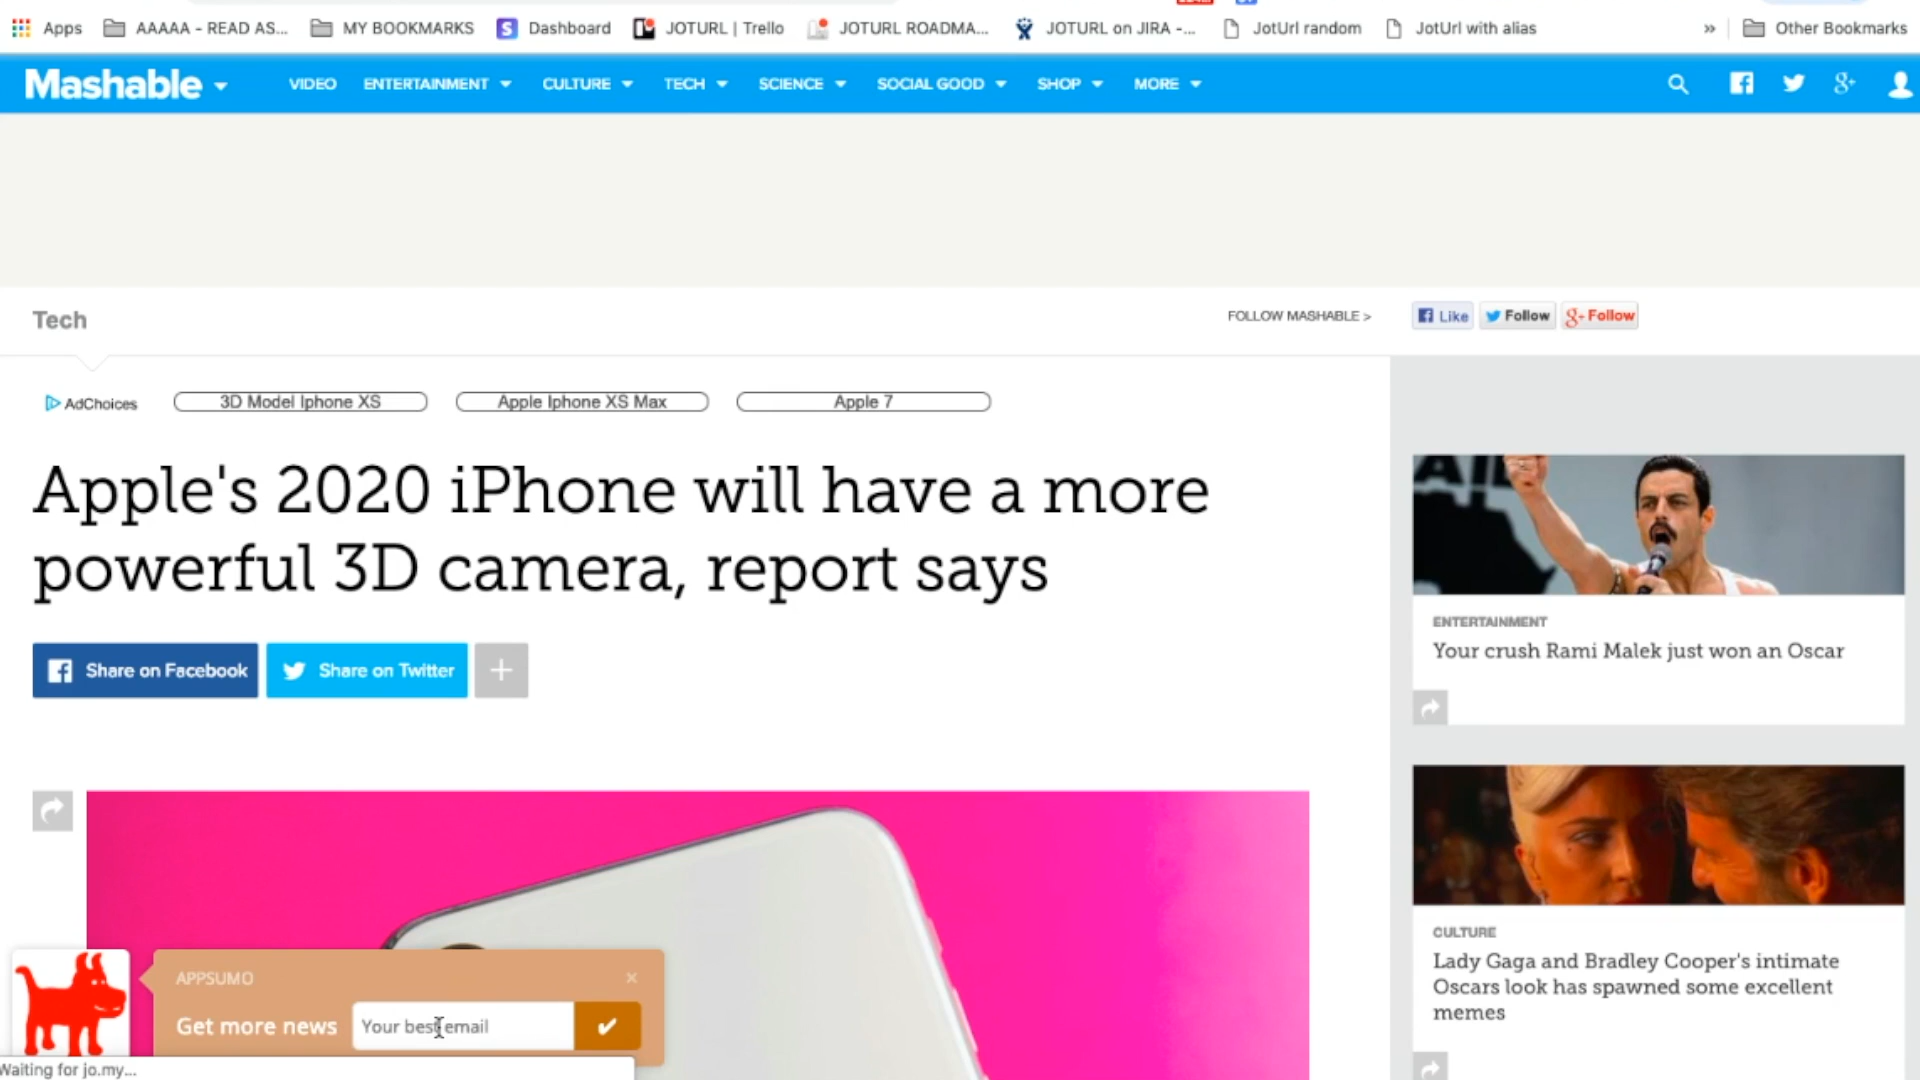 Apps
AAAAA - READ AS...
MY BOOKMARKS
Dashboard
JOTURL | Trello
JOTURL ROADMA...
JOTURL on JIRA -...
JotUrl random
JotUrl with alias
»
Other Bookmarks
Mashable
VIDEO
ENTERTAINMENT
CULTURE
TECH
SCIENCE
SOCIAL GOOD
SHOP
MORE
Tech
FOLLOW MASHABLE >
Like
Follow
Follow
AdChoices
3D Model Iphone XS
Apple Iphone XS Max
Apple 7
Apple's 2020 iPhone will have a more
powerful 3D camera, report says
Share on Facebook
Share on Twitter
ENTERTAINMENT
Your crush Rami Malek just won an Oscar
CULTURE
Lady Gaga and Bradley Cooper's intimate
Oscars look has spawned some excellent
memes
APPSUMO
Get more news
Your best email
Waiting for jo.my...